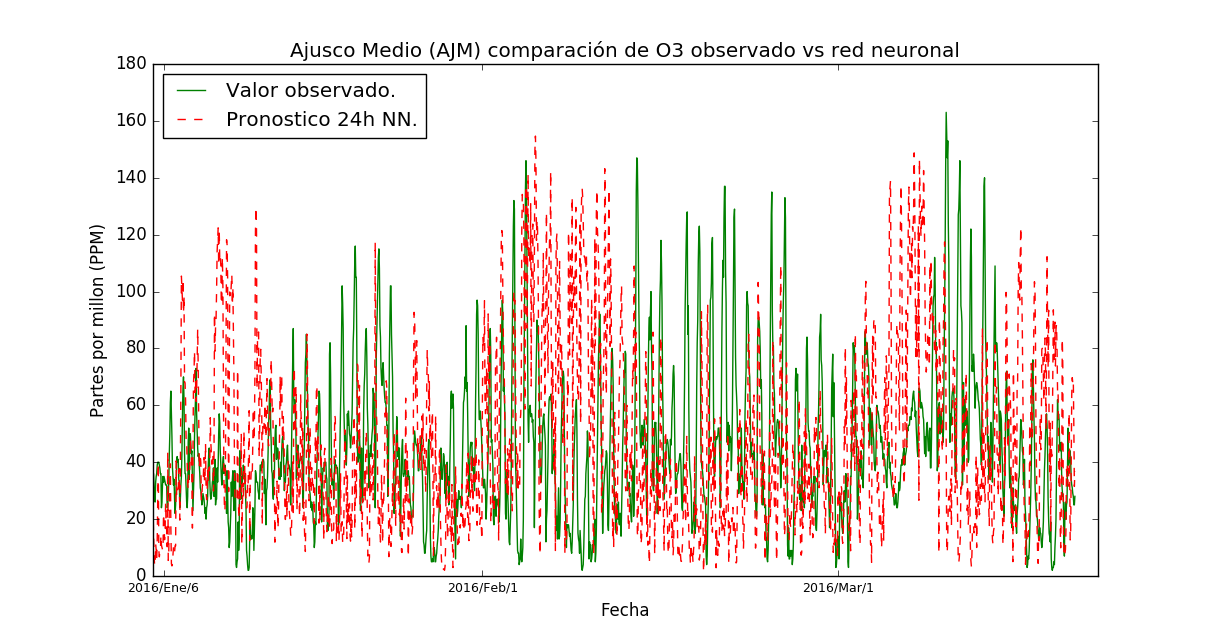 Ajusco Medio (AJM) comparación de O3 observado vs red neuronal
180
160
140
120
100
80
60
40
20
0
Valor observado.
Pronostico 24h NN.
Partes por millon (PPM)
2016/Ene/6
2016/Feb/1
2016/Mar/1
Fecha